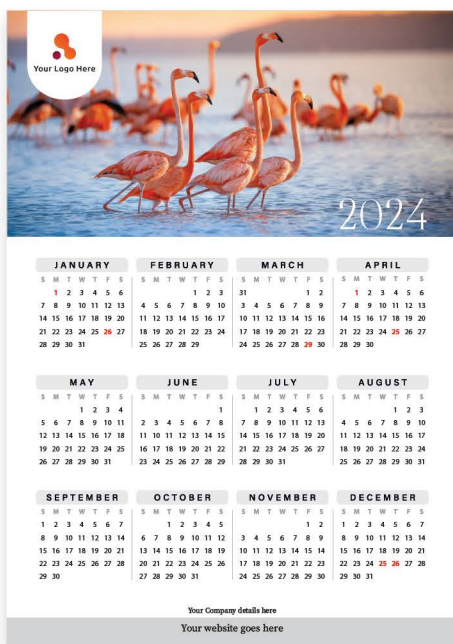 Your Logo Here
2024
JANUARY
S M T W T F S
1 2 3 4 5 6
7 8 9 10 11 12 13
14 15 16 17 18 19 20
21 22 23 24 25 26 27
28 29 30 31
FEBRUARY
S M T W T F S
1 2 3
4 5 6 7 8 9 10
11 12 13 14 15 16 17
18 19 20 21 22 23 24
25 26 27 28 29
MARCH
S M T W T F S
31 1 2
3 4 5 6 7 8 9
10 11 12 13 14 15 16
17 18 19 20 21 22 23
24 25 26 27 28 29 30
APRIL
S M T W T F S
1 2 3 4 5 6
7 8 9 10 11 12 13
14 15 16 17 18 19 20
21 22 23 24 25 26 27
28 29 30
MAY
S M T W T F S
1 2 3 4
5 6 7 8 9 10 11
12 13 14 15 16 17 18
19 20 21 22 23 24 25
26 27 28 29 30 31
JUNE
S M T W T F S
1
2 3 4 5 6 7 8
9 10 11 12 13 14 15
16 17 18 19 20 21 22
23 24 25 26 27 28 29
JULY
S M T W T F S
1 2 3 4 5 6
7 8 9 10 11 12 13
14 15 16 17 18 19 20
21 22 23 24 25 26 27
28 29 30 31
AUGUST
S M T W T F S
1 2 3
4 5 6 7 8 9 10
11 12 13 14 15 16 17
18 19 20 21 22 23 24
25 26 27 28 29 30 31
SEPTEMBER
S M T W T F S
1 2 3 4 5 6 7
8 9 10 11 12 13 14
15 16 17 18 19 20 21
22 23 24 25 26 27 28
29 30
OCTOBER
S M T W T F S
1 2 3 4 5
6 7 8 9 10 11 12
13 14 15 16 17 18 19
20 21 22 23 24 25 26
27 28 29 30 31
NOVEMBER
S M T W T F S
1 2
3 4 5 6 7 8 9
10 11 12 13 14 15 16
17 18 19 20 21 22 23
24 25 26 27 28 29 30
DECEMBER
S M T W T F S
1 2 3 4 5 6 7
8 9 10 11 12 13 14
15 16 17 18 19 20 21
22 23 24 25 26 27 28
29 30 31
Your Company details here
Your website goes here